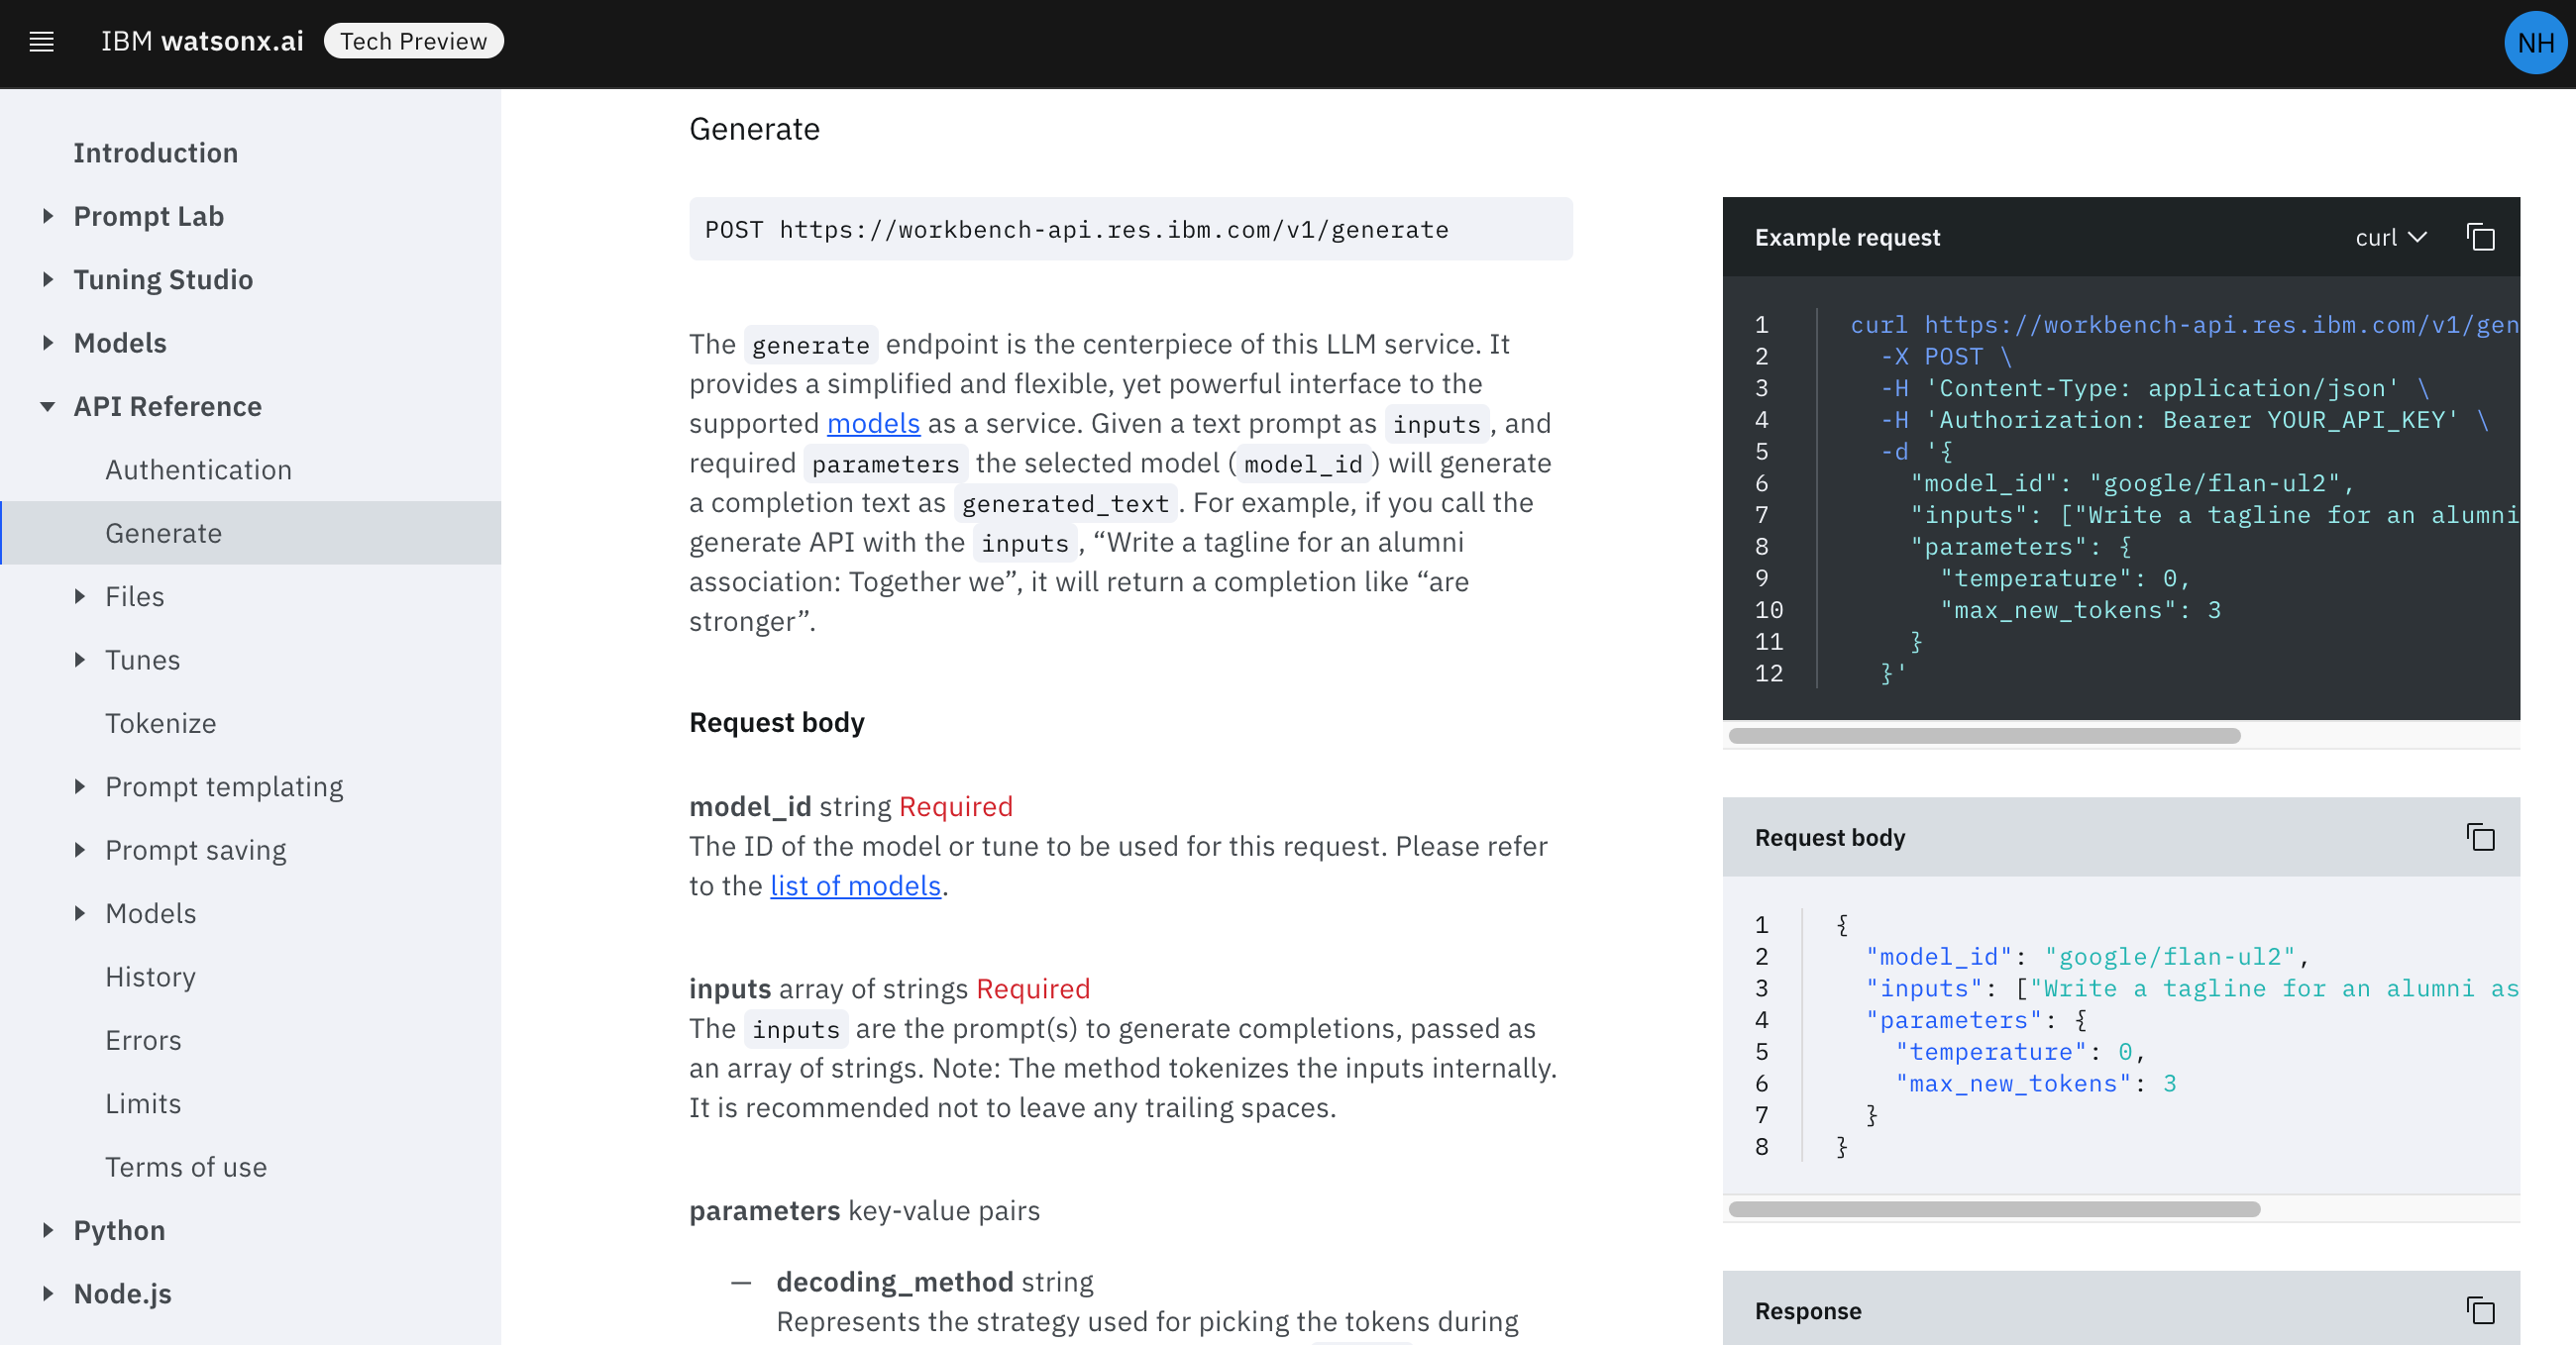 IBM watsonx.ai Tech Preview
NH
Introduction
Prompt Lab
Tuning Studio
Models
API Reference
Authentication
Generate
Files
Tunes
Tokenize
Prompt templating
Prompt saving
Models
History
Errors
Limits
Terms of use
Python
Node.js
Generate
POST https://workbench-api.res.ibm.com/v1/generate
The generate endpoint is the centerpiece of this LLM service. It
provides a simplified and flexible, yet powerful interface to the
supported models as a service. Given a text prompt as inputs, and
required parameters the selected model (model_id) will generate
a completion text as generated_text. For example, if you call the
generate API with the inputs, “Write a tagline for an alumni
association: Together we”, it will return a completion like “are
stronger”.
Request body
model_id string Required
The ID of the model or tune to be used for this request. Please refer
to the list of models.
inputs array of strings Required
The inputs are the prompt(s) to generate completions, passed as
an array of strings. Note: The method tokenizes the inputs internally.
It is recommended not to leave any trailing spaces.
parameters key-value pairs
— decoding_method string
Represents the strategy used for picking the tokens during
Example request curl
1 curl https://workbench-api.res.ibm.com/v1/gen
2 -X POST \
3 -H 'Content-Type: application/json' \
4 -H 'Authorization: Bearer YOUR_API_KEY' \
5 -d '{
6 "model_id": "google/flan-ul2",
7 "inputs": ["Write a tagline for an alumni
8 "parameters": {
9 "temperature": 0,
10 "max_new_tokens": 3
11 }
12 }'
Request body
1 {
2 "model_id": "google/flan-ul2",
3 "inputs": ["Write a tagline for an alumni as
4 "parameters": {
5 "temperature": 0,
6 "max_new_tokens": 3
7 }
8 }
Response